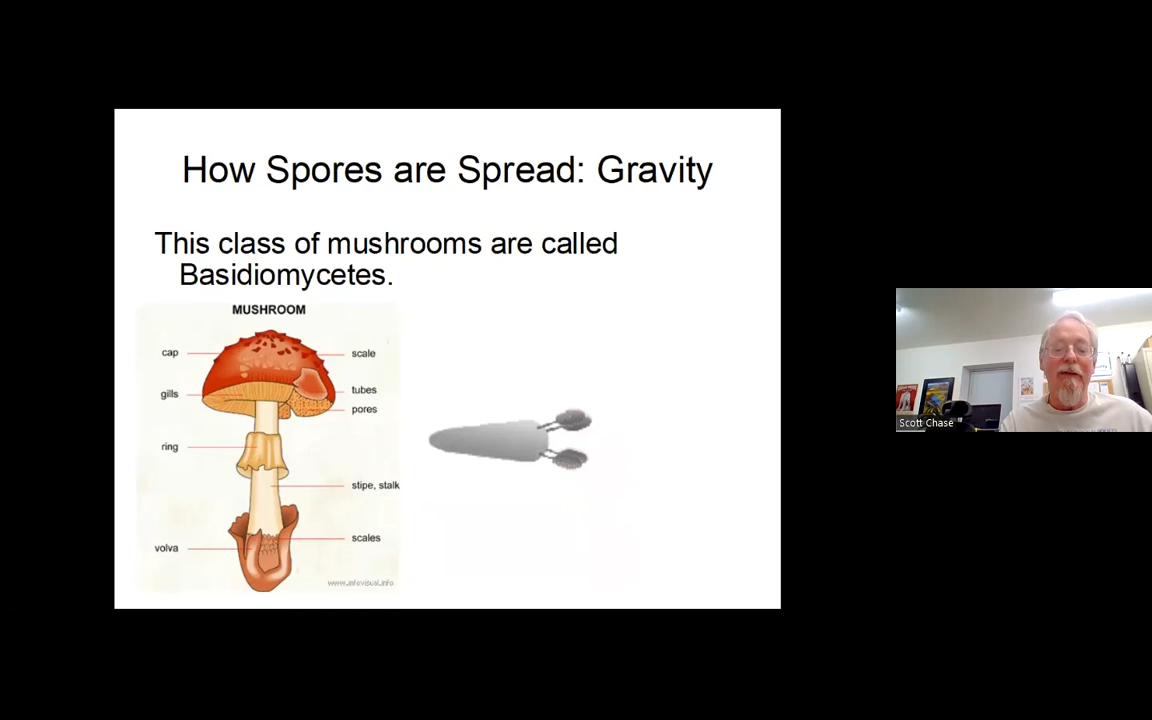 How Spores are Spread: Gravity
This class of mushrooms are called
Basidiomycetes.
MUSHROOM
cap
scale
gills
tubes
pores
ring
stipe, stalk
scales
volva
www.infovisual.info
Scott Chase